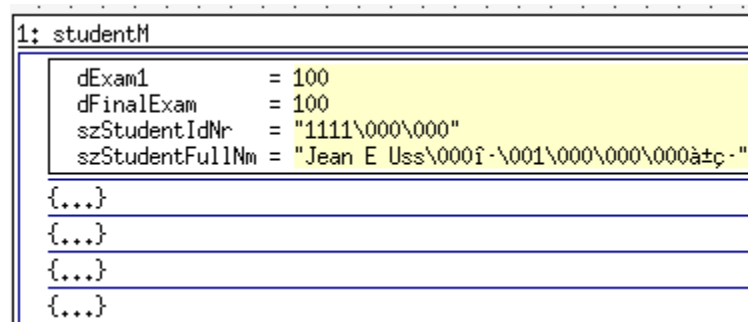 1: studentM
dExam1 = 100
dFinalExam = 100
szStudentIdNr = "1111\000\000"
szStudentFullNm = "Jean E Uss\000î·\001\000\000\000à±ç·"
{...}
{...}
{...}
{...}